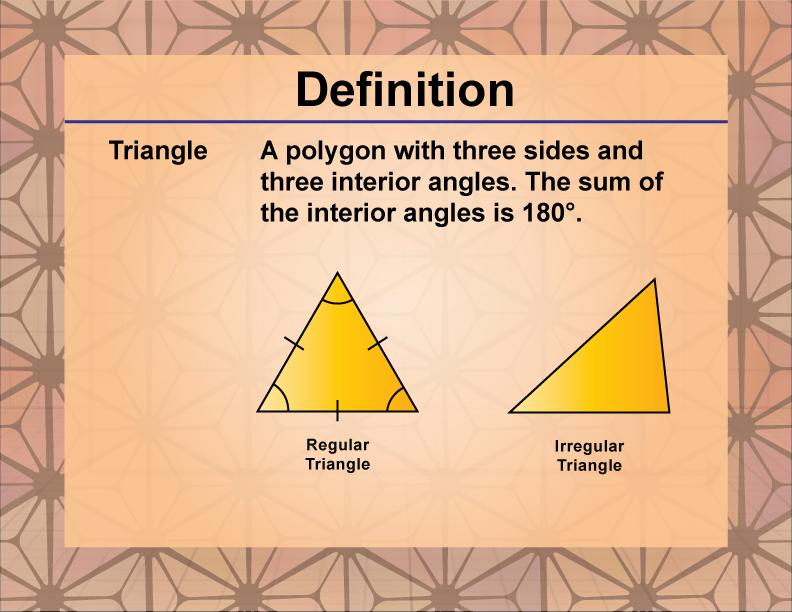 Definition
Triangle
A polygon with three sides and
three interior angles. The sum of
the interior angles is 180°.
Regular
Triangle
Irregular
Triangle